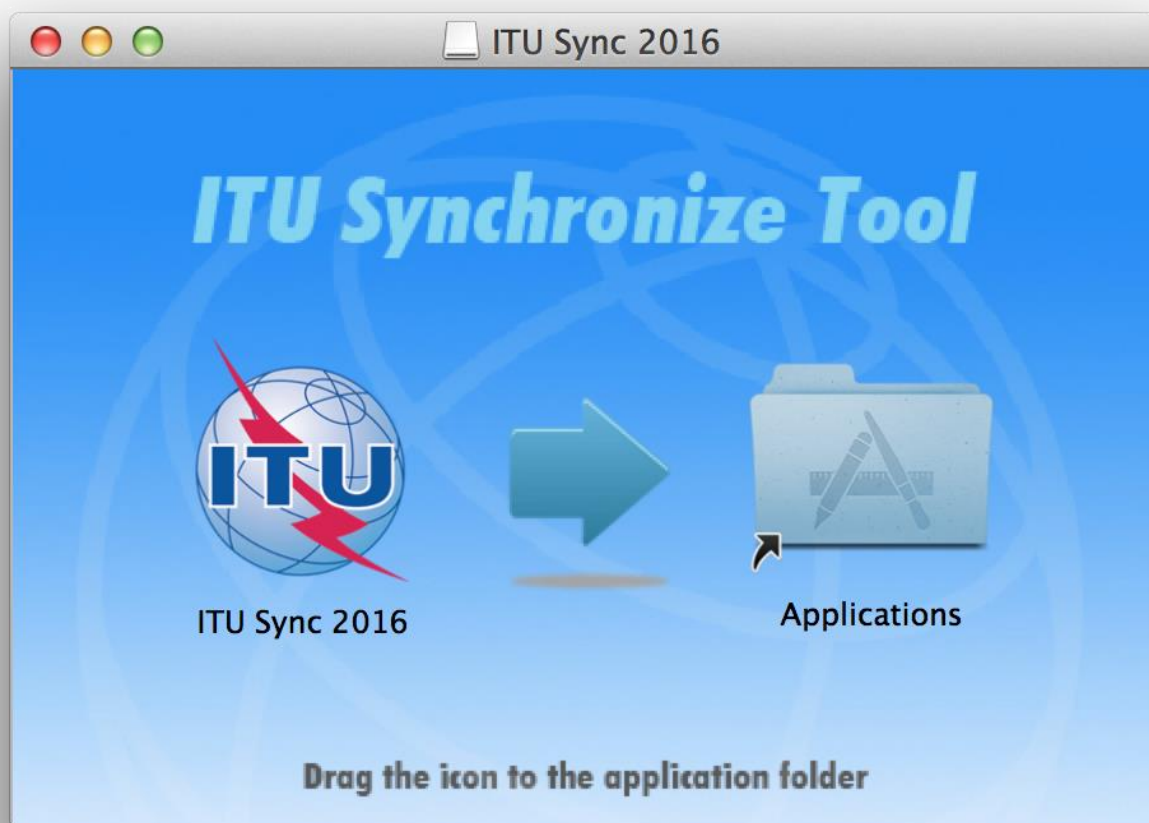 ITU Sync 2016
ITU Synchronize Tool
ITU
ITU Sync 2016
Applications
Drag the icon to the application folder